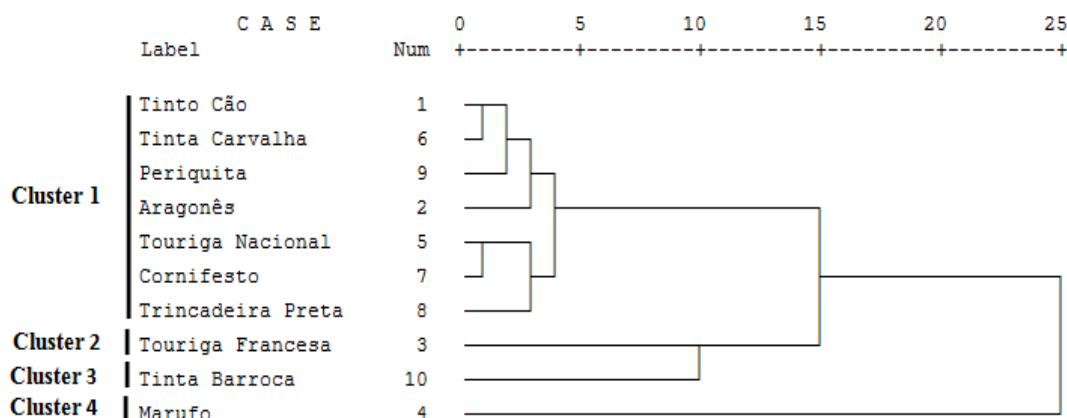 C A S E 0 5 10 15 20 25
Label Num +---------+---------+---------+---------+---------+
Tinto Cão 1
Tinta Carvalha 6
Periquita 9
Cluster 1
Aragonês 2
Touriga Nacional 5
Cornifesto 7
Trincadeira Preta 8
Cluster 2 Touriga Francesa 3
Cluster 3 Tinta Barroca 10
Cluster 4 Marufo 4